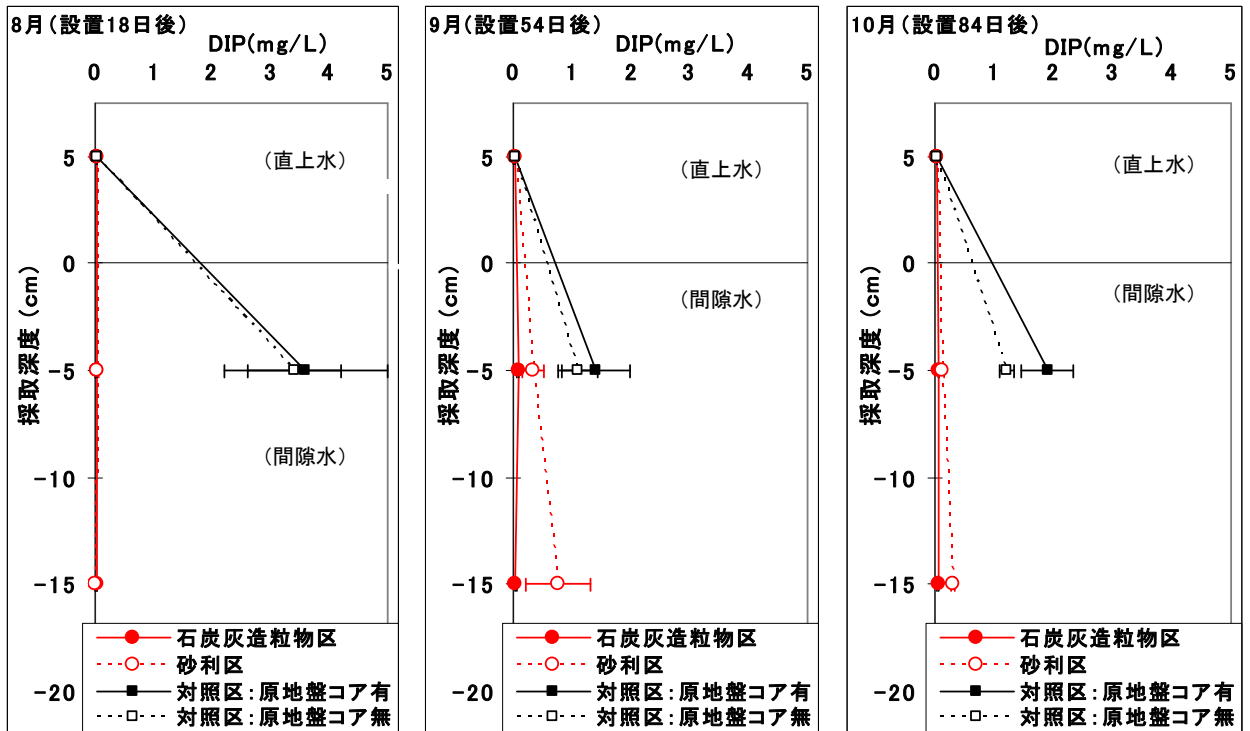 8月(設置18日後)
DIP(mg/L)
0 1 2 3 4 5
5
0
-5
-10
-15
-20
採取深度 (cm)
(直上水)
(間隙水)
(間隙水)
石炭灰造粒物区
砂利区
対照区:原地盤コア有
対照区:原地盤コア無
9月(設置54日後)
DIP(mg/L)
0 1 2 3 4 5
5
0
-5
-10
-15
-20
採取深度 (cm)
(直上水)
(間隙水)
石炭灰造粒物区
砂利区
対照区:原地盤コア有
対照区:原地盤コア無
10月(設置84日後)
DIP(mg/L)
0 1 2 3 4 5
5
0
-5
-10
-15
-20
採取深度 (cm)
(直上水)
(間隙水)
石炭灰造粒物区
砂利区
対照区:原地盤コア有
対照区:原地盤コア無